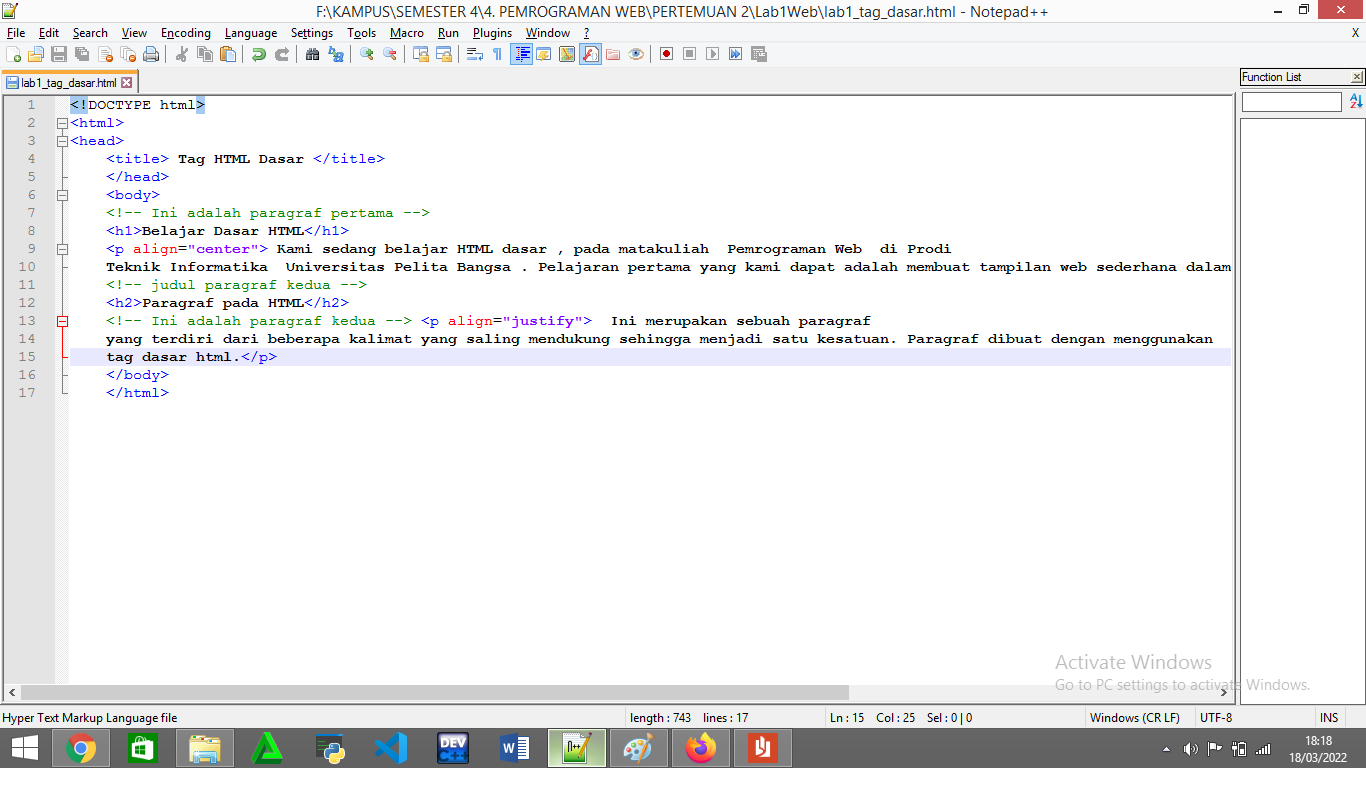 F:\KAMPUS\SEMESTER 4\4. PEMROGRAMAN WEB\PERTEMUAN 2\Lab1Web\lab1_tag_dasar.html - Notepad++
File Edit Search View Encoding Language Settings Tools Macro Run Plugins Window ? X
lab1_tag_dasar.html
Function List
1 <!DOCTYPE html>
2 <html>
3 <head>
4 <title> Tag HTML Dasar </title>
5 </head>
6 <body>
7 <!-- Ini adalah paragraf pertama -->
8 <h1>Belajar Dasar HTML</h1>
9 <p align="center"> Kami sedang belajar HTML dasar , pada matakuliah  Pemrograman Web  di Prodi
10 Teknik Informatika  Universitas Pelita Bangsa . Pelajaran pertama yang kami dapat adalah membuat tampilan web sederhana dalam
11 <!-- judul paragraf kedua -->
12 <h2>Paragraf pada HTML</h2>
13 <!-- Ini adalah paragraf kedua --> <p align="justify">  Ini merupakan sebuah paragraf
14 yang terdiri dari beberapa kalimat yang saling mendukung sehingga menjadi satu kesatuan. Paragraf dibuat dengan menggunakan
15 tag dasar html.</p>
16 </body>
17 </html>
Activate Windows
Go to PC settings to activate Windows.
Hyper Text Markup Language file length : 743 lines : 17 Ln : 15 Col : 25 Sel : 0 | 0 Windows (CR LF) UTF-8 INS
DEV C++
W
N++
18:18
18/03/2022